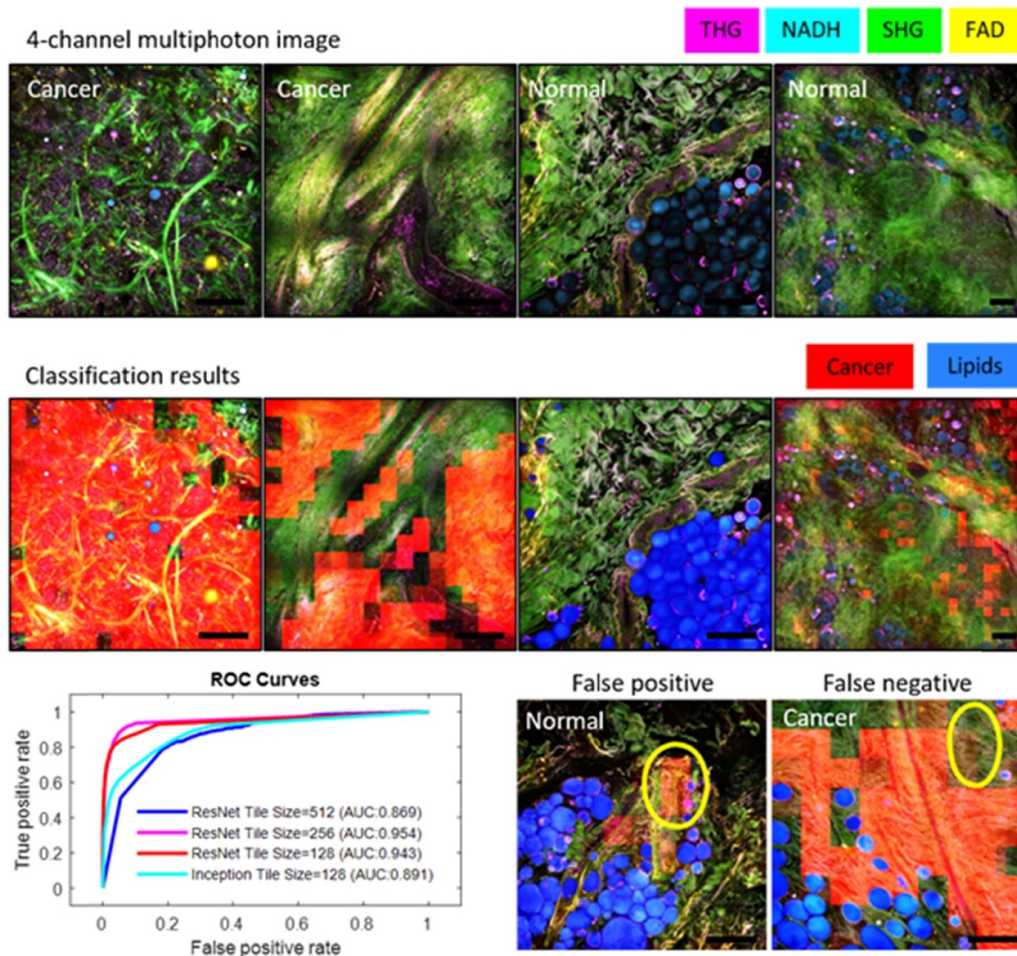 4-channel multiphoton image
THG NADH SHG FAD
Cancer Cancer Normal Normal
Classification results
Cancer Lipids
ROC Curves
True positive rate
1
0.8
0.6
0.4
0.2
0
ResNet Tile Size=512 (AUC:0.869)
ResNet Tile Size=256 (AUC:0.954)
ResNet Tile Size=128 (AUC:0.943)
Inception Tile Size=128 (AUC:0.891)
0 0.2 0.4 0.6 0.8 1
False positive rate
False positive False negative
Normal Cancer